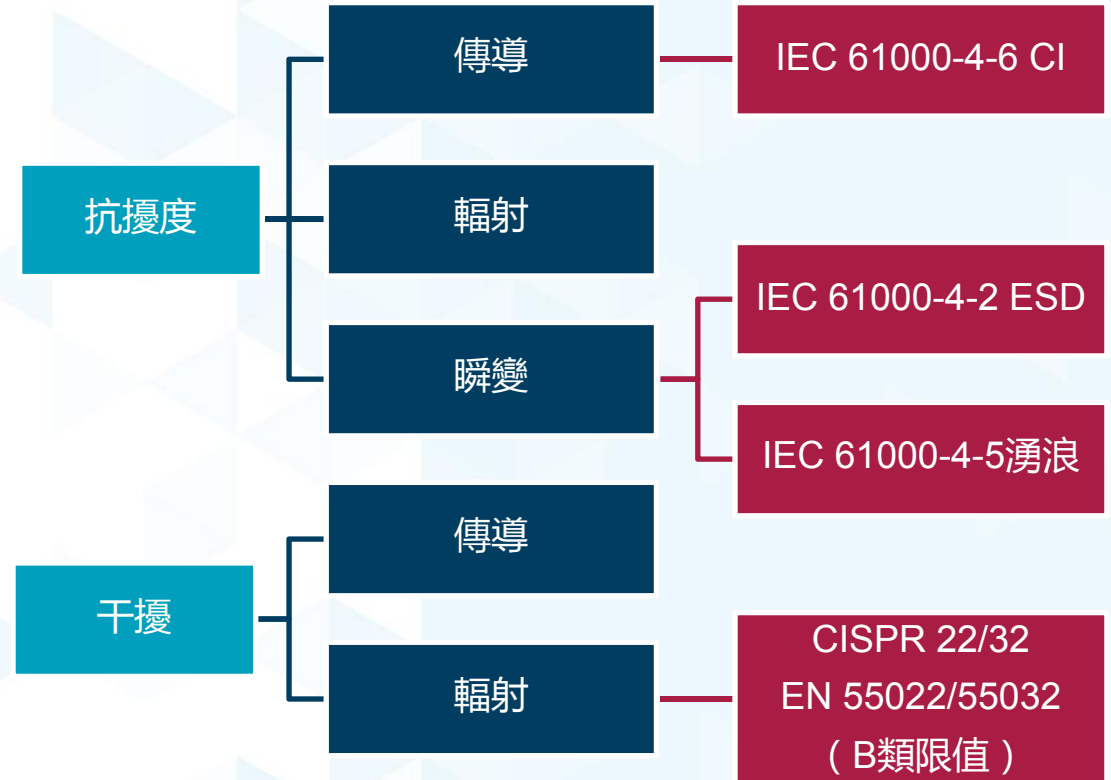 抗擾度
傳導
IEC 61000-4-6 CI
輻射
瞬變
IEC 61000-4-2 ESD
IEC 61000-4-5湧浪
干擾
傳導
輻射
CISPR 22/32
EN 55022/55032
（B類限值）